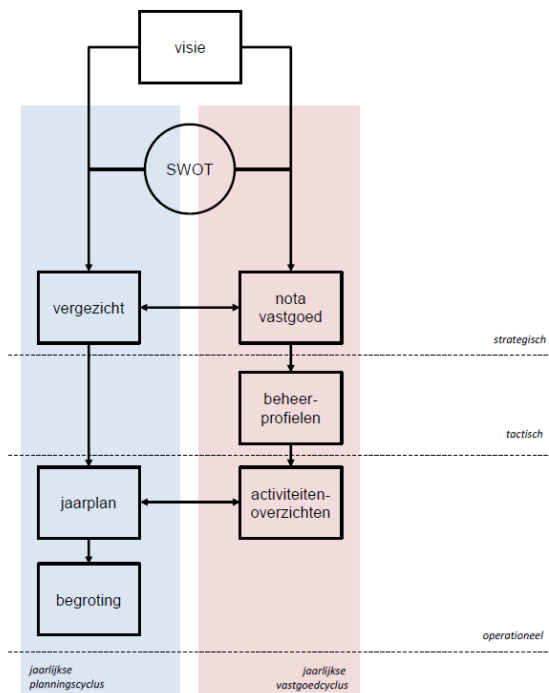 visie
SWOT
vergezicht
nota
vastgoed
strategisch
beheer-
profielen
tactisch
jaarplan
activiteiten-
overzichten
begroting
operationeel
jaarlijkse
planningscyclus
jaarlijkse
vastgoedcyclus